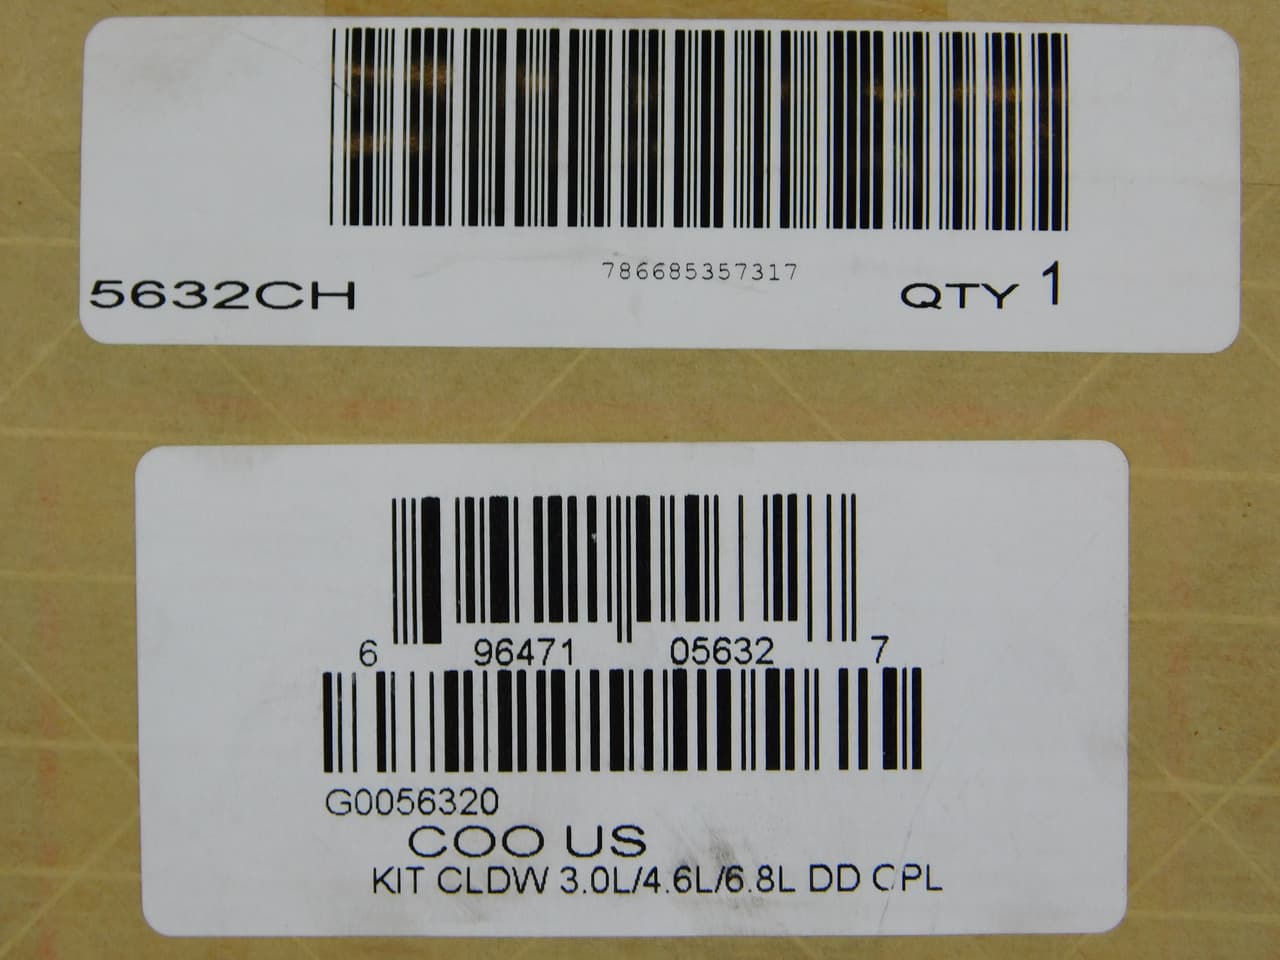 786685357317
5632CH QTY 1
6 96471 05632 7
G0056320
COO US
KIT CLDW 3.0L/4.6L/6.8L DD CPL